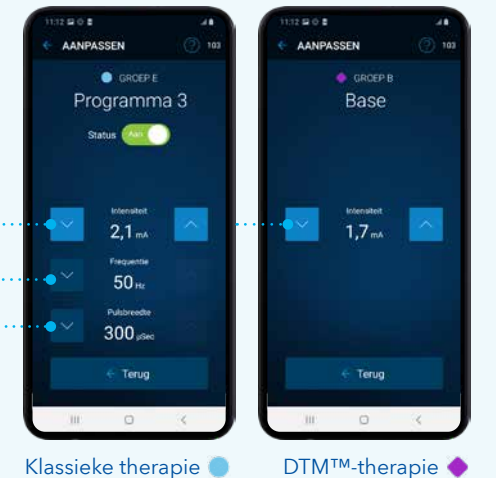 11:12
AANPASSEN
? 103
GROEP E
Programma 3
Status Aan
Intensiteit
2,1 mA
Frequentie
50 Hz
Pulsbreedte
300 µSec
← Terug
Klassieke therapie
11:12
AANPASSEN
? 103
GROEP B
Base
Intensiteit
1,7 mA
← Terug
DTM™-therapie